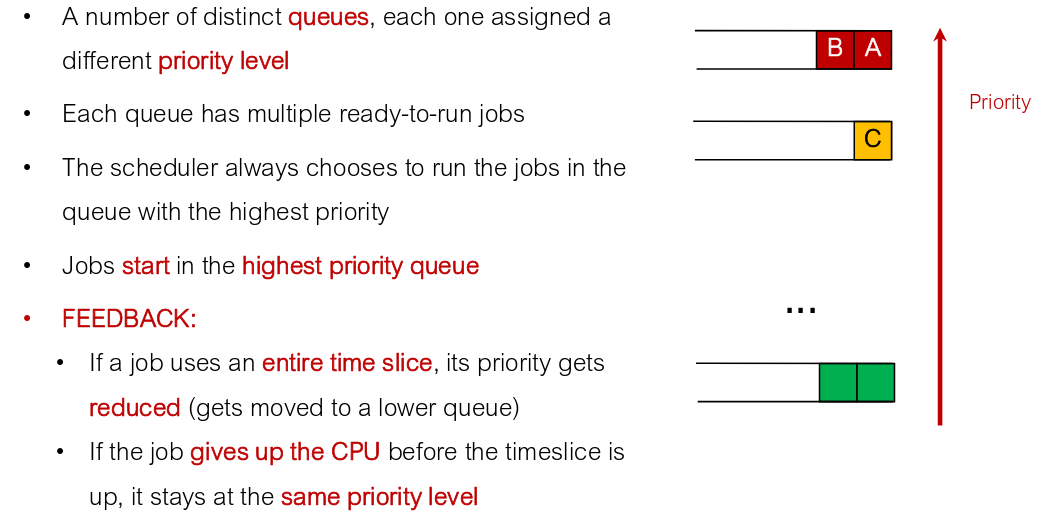 • A number of distinct queues, each one assigned a
different priority level
• Each queue has multiple ready-to-run jobs
• The scheduler always chooses to run the jobs in the
queue with the highest priority
• Jobs start in the highest priority queue
• FEEDBACK:
• If a job uses an entire time slice, its priority gets
reduced (gets moved to a lower queue)
• If the job gives up the CPU before the timeslice is
up, it stays at the same priority level
B A
Priority
C
...